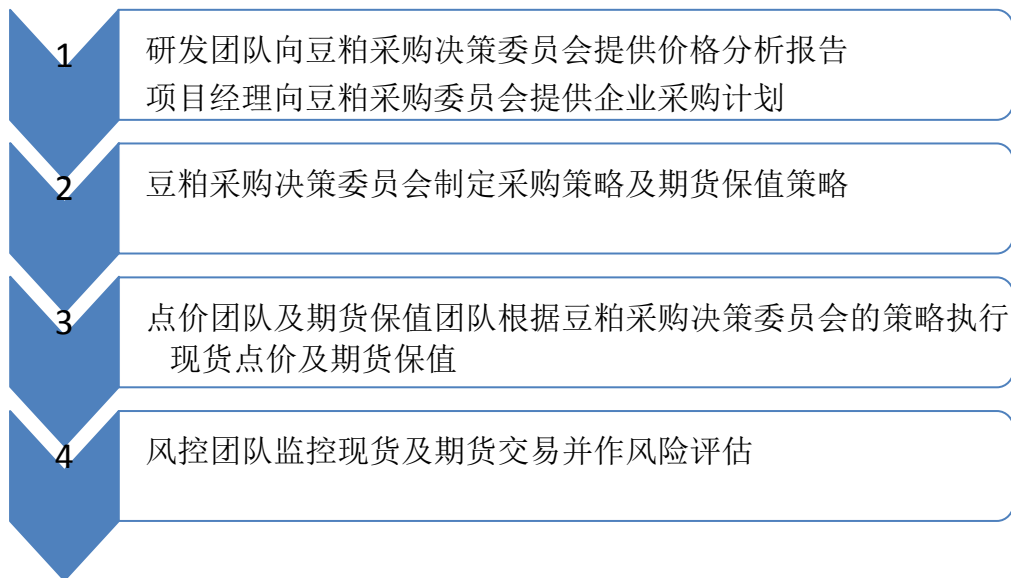 1
研发团队向豆粕采购决策委员会提供价格分析报告
项目经理向豆粕采购委员会提供企业采购计划
2
豆粕采购决策委员会制定采购策略及期货保值策略
3
点价团队及期货保值团队根据豆粕采购决策委员会的策略执行
现货点价及期货保值
4
风控团队监控现货及期货交易并作风险评估